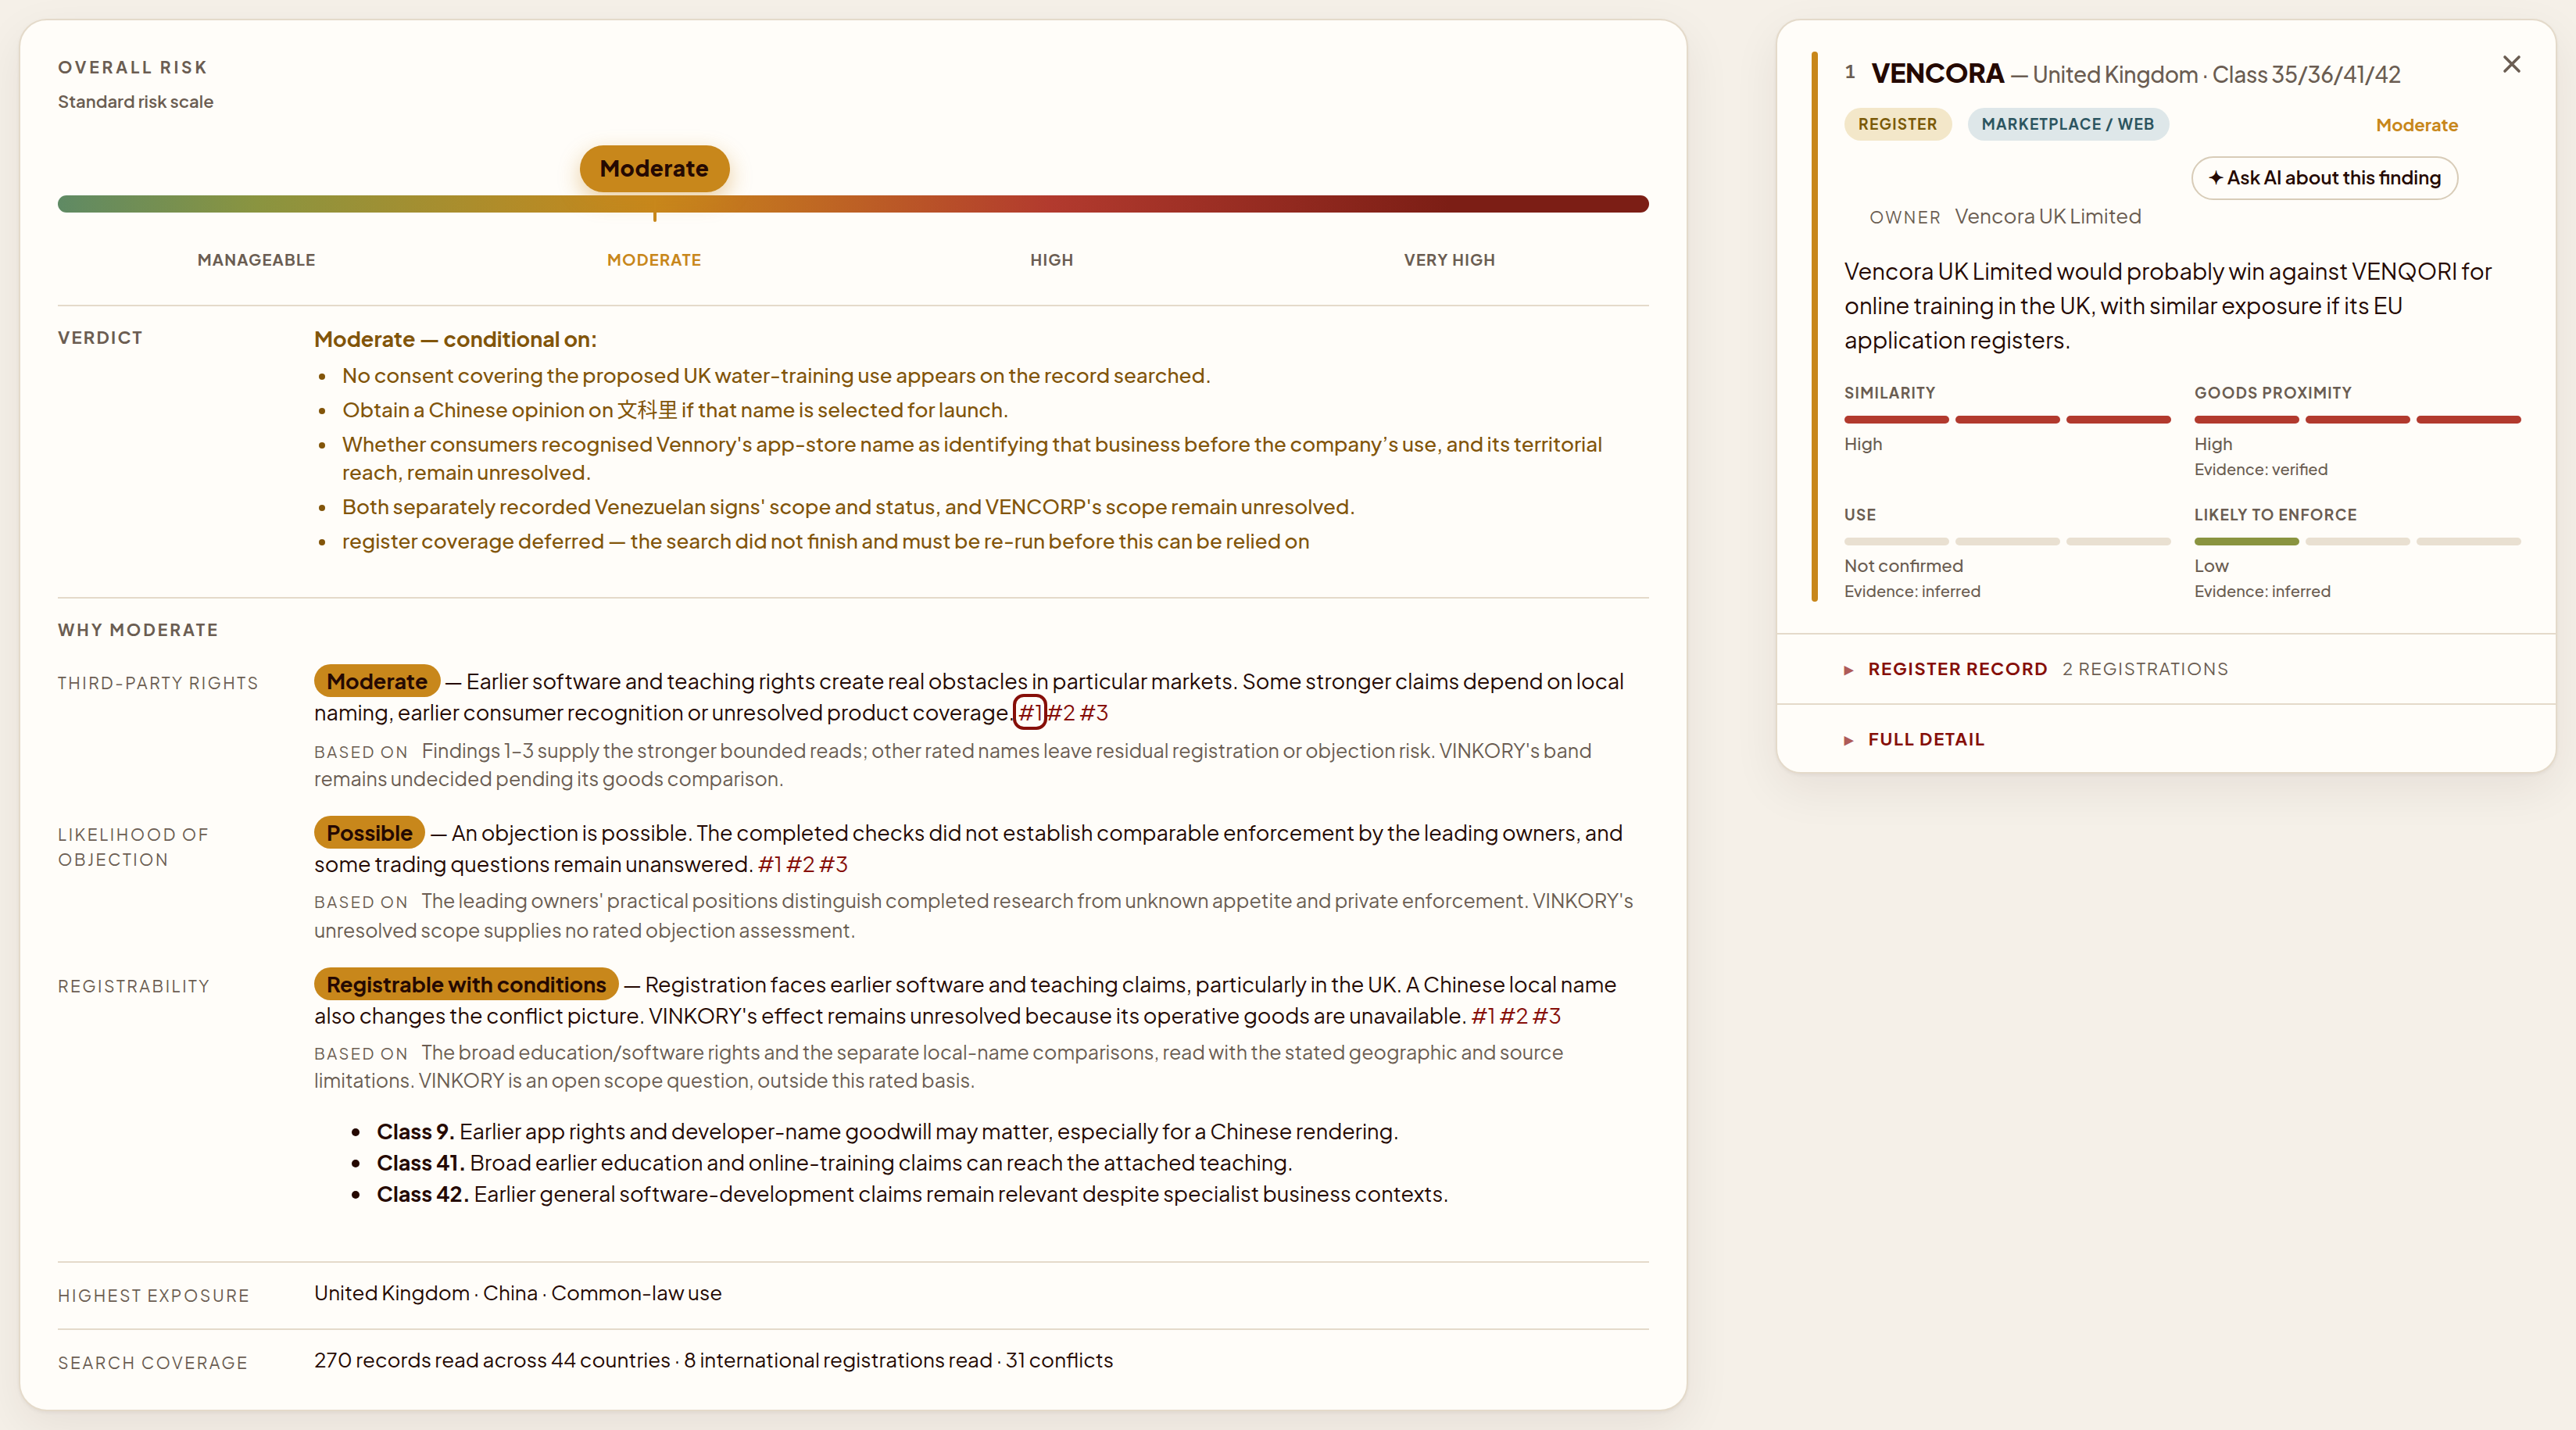 OVERALL RISK
Standard risk scale
Moderate
MANAGEABLE
MODERATE
HIGH
VERY HIGH
VERDICT
Moderate — conditional on:
• No consent covering the proposed UK water-training use appears on the record searched.
• Obtain a Chinese opinion on 文科里 if that name is selected for launch.
• Whether consumers recognised Vennory's app-store name as identifying that business before the company’s use, and its territorial
reach, remain unresolved.
• Both separately recorded Venezuelan signs' scope and status, and VENCORP's scope remain unresolved.
• register coverage deferred — the search did not finish and must be re-run before this can be relied on
WHY MODERATE
THIRD-PARTY RIGHTS
Moderate — Earlier software and teaching rights create real obstacles in particular markets. Some stronger claims depend on local
naming, earlier consumer recognition or unresolved product coverage. #1 #2 #3
BASED ON Findings 1–3 supply the stronger bounded reads; other rated names leave residual registration or objection risk. VINKORY's band
remains undecided pending its goods comparison.
LIKELIHOOD OF
OBJECTION
Possible — An objection is possible. The completed checks did not establish comparable enforcement by the leading owners, and
some trading questions remain unanswered. #1 #2 #3
BASED ON The leading owners' practical positions distinguish completed research from unknown appetite and private enforcement. VINKORY's
unresolved scope supplies no rated objection assessment.
REGISTRABILITY
Registrable with conditions — Registration faces earlier software and teaching claims, particularly in the UK. A Chinese local name
also changes the conflict picture. VINKORY's effect remains unresolved because its operative goods are unavailable. #1 #2 #3
BASED ON The broad education/software rights and the separate local-name comparisons, read with the stated geographic and source
limitations. VINKORY is an open scope question, outside this rated basis.
• Class 9. Earlier app rights and developer-name goodwill may matter, especially for a Chinese rendering.
• Class 41. Broad earlier education and online-training claims can reach the attached teaching.
• Class 42. Earlier general software-development claims remain relevant despite specialist business contexts.
HIGHEST EXPOSURE
United Kingdom · China · Common-law use
SEARCH COVERAGE
270 records read across 44 countries · 8 international registrations read · 31 conflicts
1 VENCORA — United Kingdom · Class 35/36/41/42
REGISTER
MARKETPLACE / WEB
Moderate
✦ Ask AI about this finding
OWNER Vencora UK Limited
Vencora UK Limited would probably win against VENQORI for
online training in the UK, with similar exposure if its EU
application registers.
SIMILARITY
High
GOODS PROXIMITY
High
Evidence: verified
USE
Not confirmed
Evidence: inferred
LIKELY TO ENFORCE
Low
Evidence: inferred
▸ REGISTER RECORD 2 REGISTRATIONS
▸ FULL DETAIL